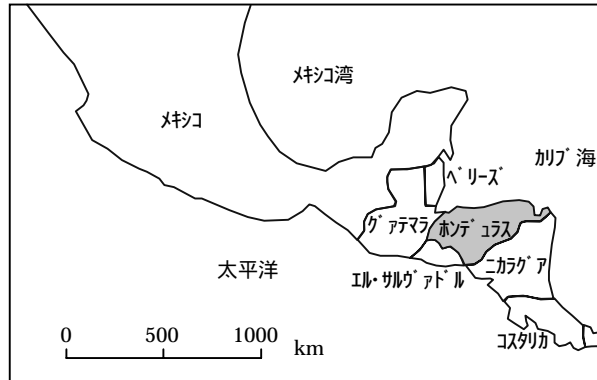 ﾒｷｼｺ湾
ﾒｷｼｺ
ｶﾘﾌﾞ海
ﾍﾞﾘｰｽﾞ
ｸﾞｧﾃﾏﾗ
ﾎﾝﾃﾞｭﾗｽ
太平洋
ｴﾙ･ｻﾙｳﾞｧﾄﾞﾙ
ﾆｶﾗｸﾞｱ
ｺｽﾀﾘｶ
0 500 1000 km